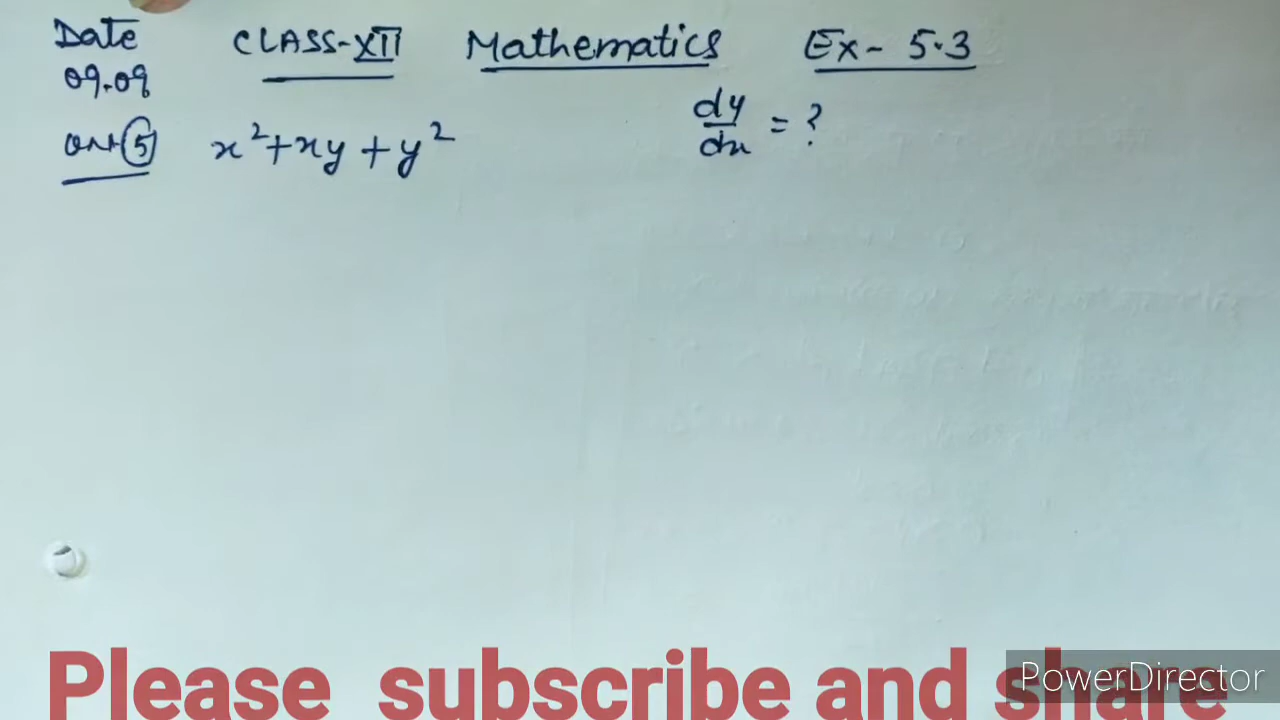 Date CLASS-XII Mathematics Ex- 5.3
09.09
5 x²+xy+y² dy/dx = ?
Please subscribe and share
PowerDirector